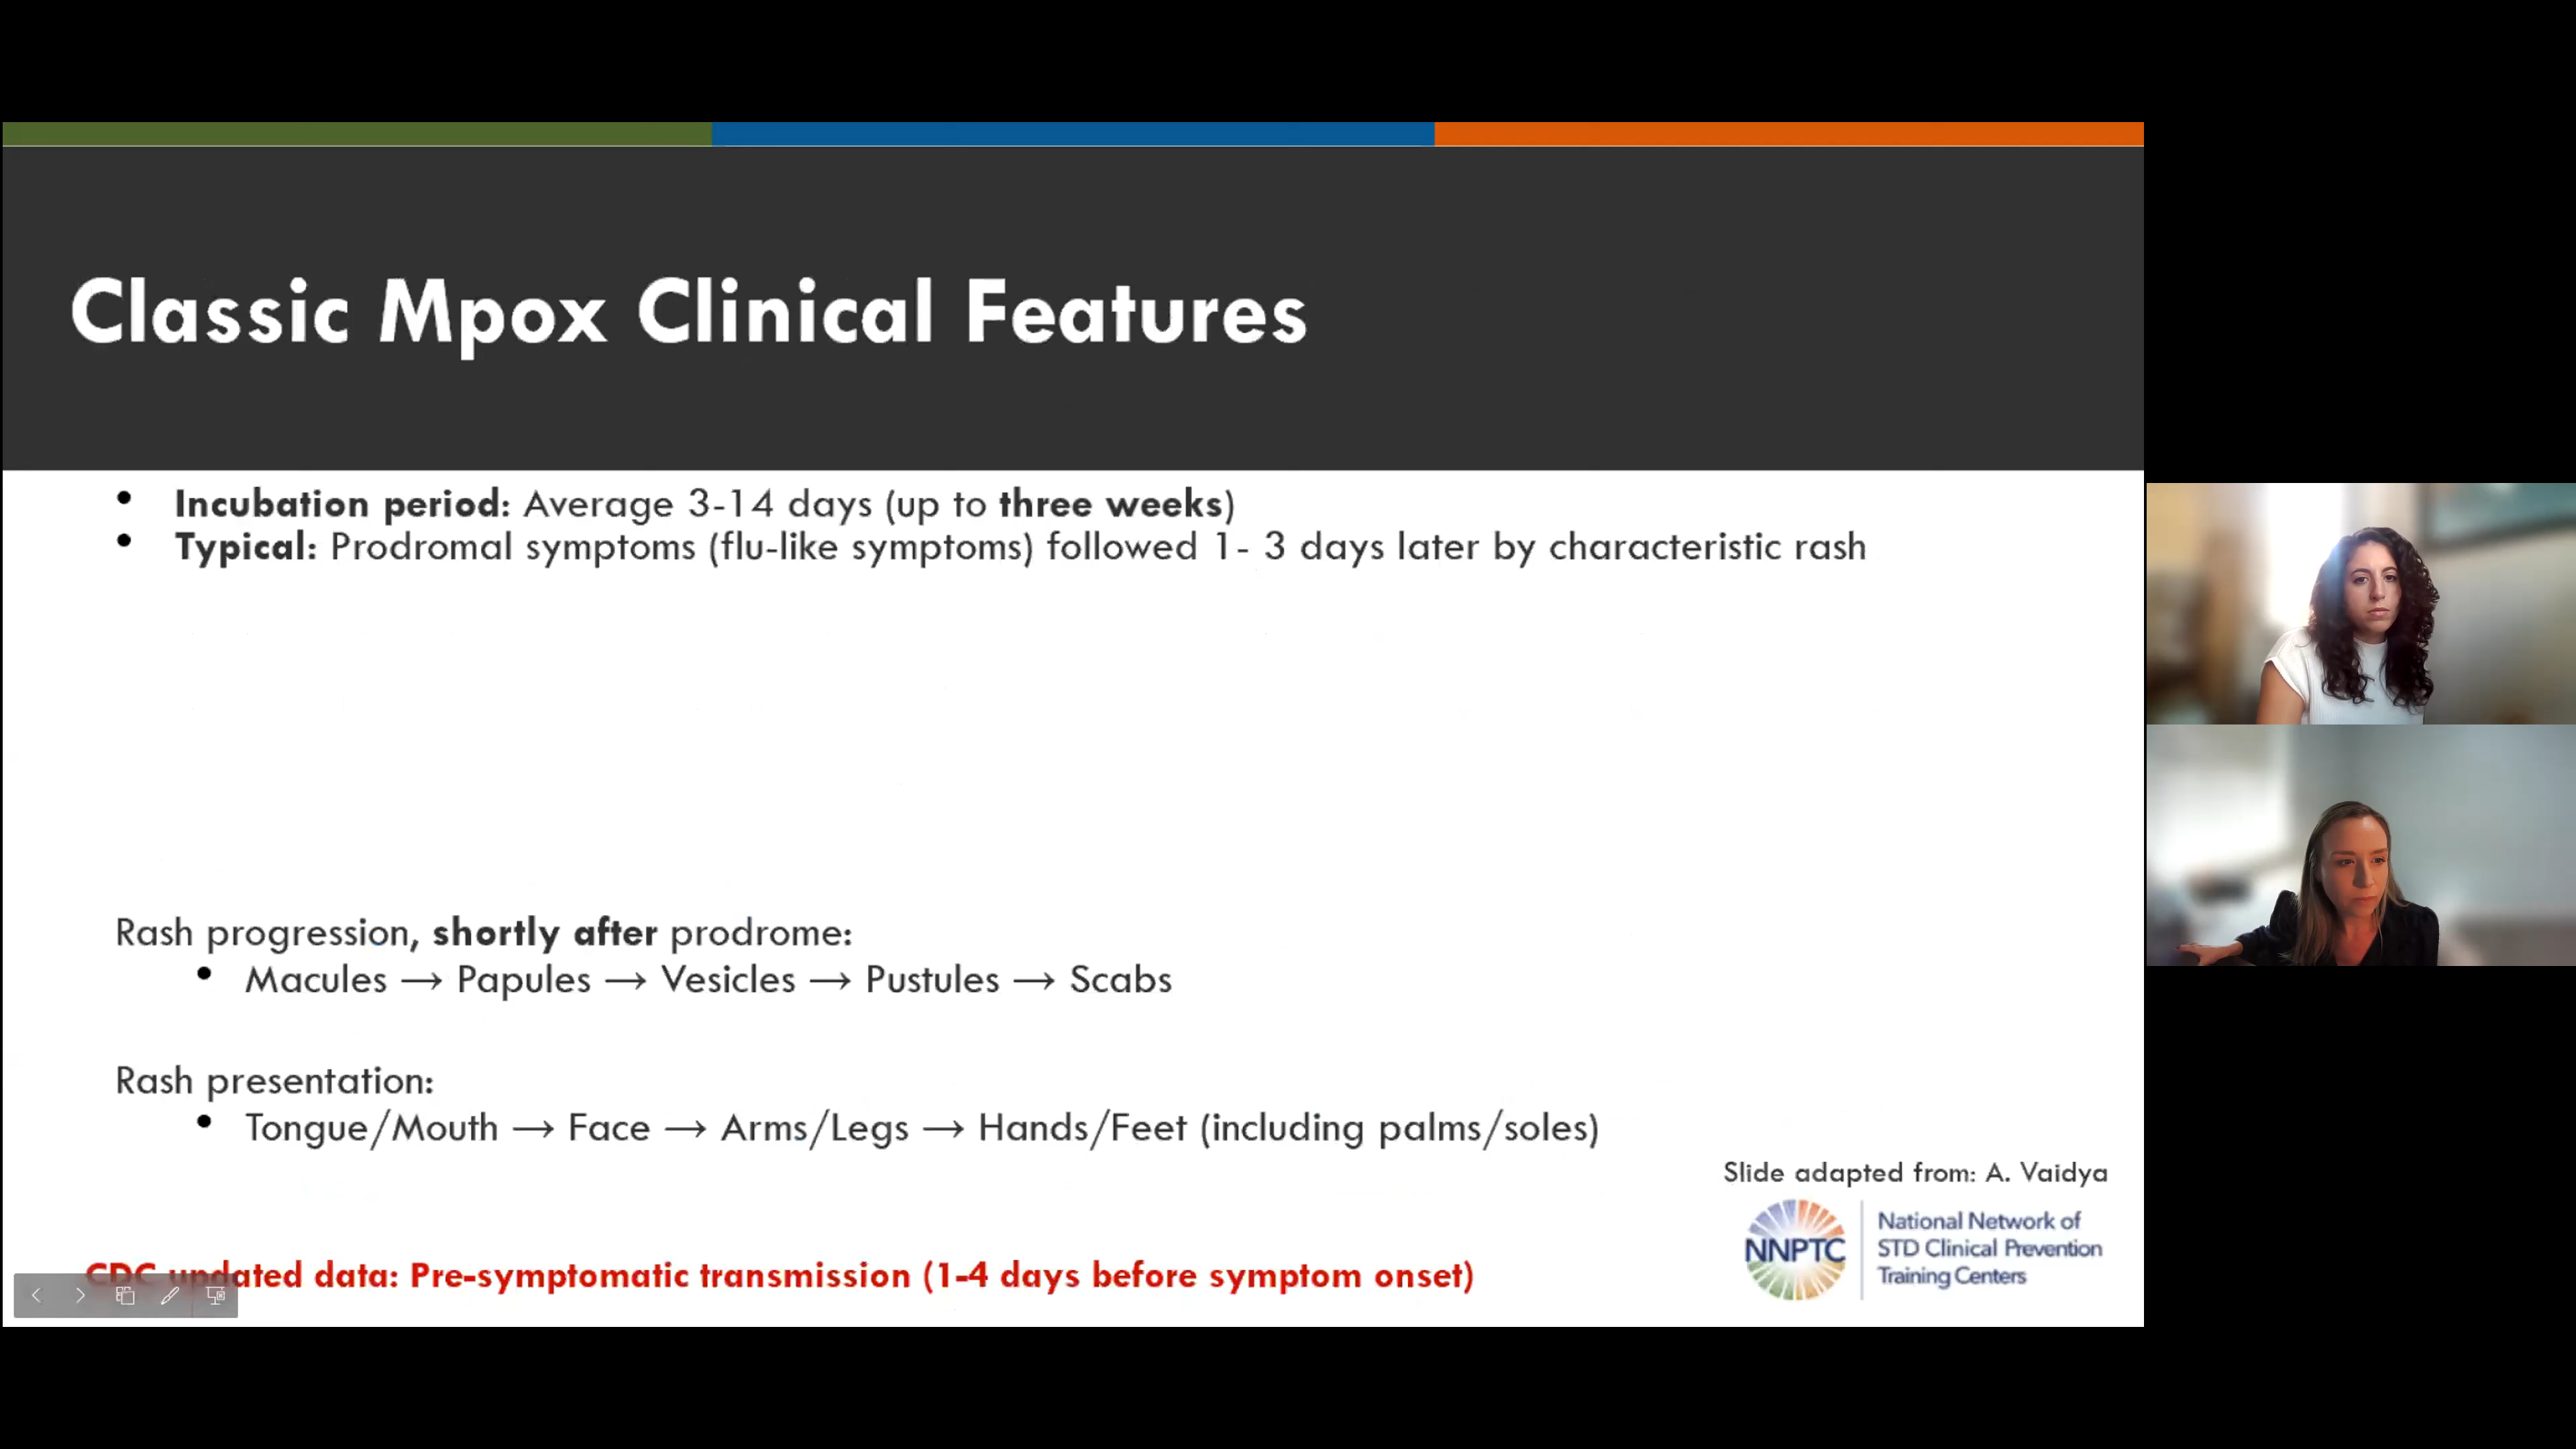 Classic Mpox Clinical Features
• Incubation period: Average 3-14 days (up to three weeks)
• Typical: Prodromal symptoms (flu-like symptoms) followed 1- 3 days later by characteristic rash
Rash progression, shortly after prodrome:
• Macules → Papules → Vesicles → Pustules → Scabs
Rash presentation:
• Tongue/Mouth → Face → Arms/Legs → Hands/Feet (including palms/soles)
Slide adapted from: A. Vaidya
NNPTC
National Network of
STD Clinical Prevention
Training Centers
CDC updated data: Pre-symptomatic transmission (1-4 days before symptom onset)